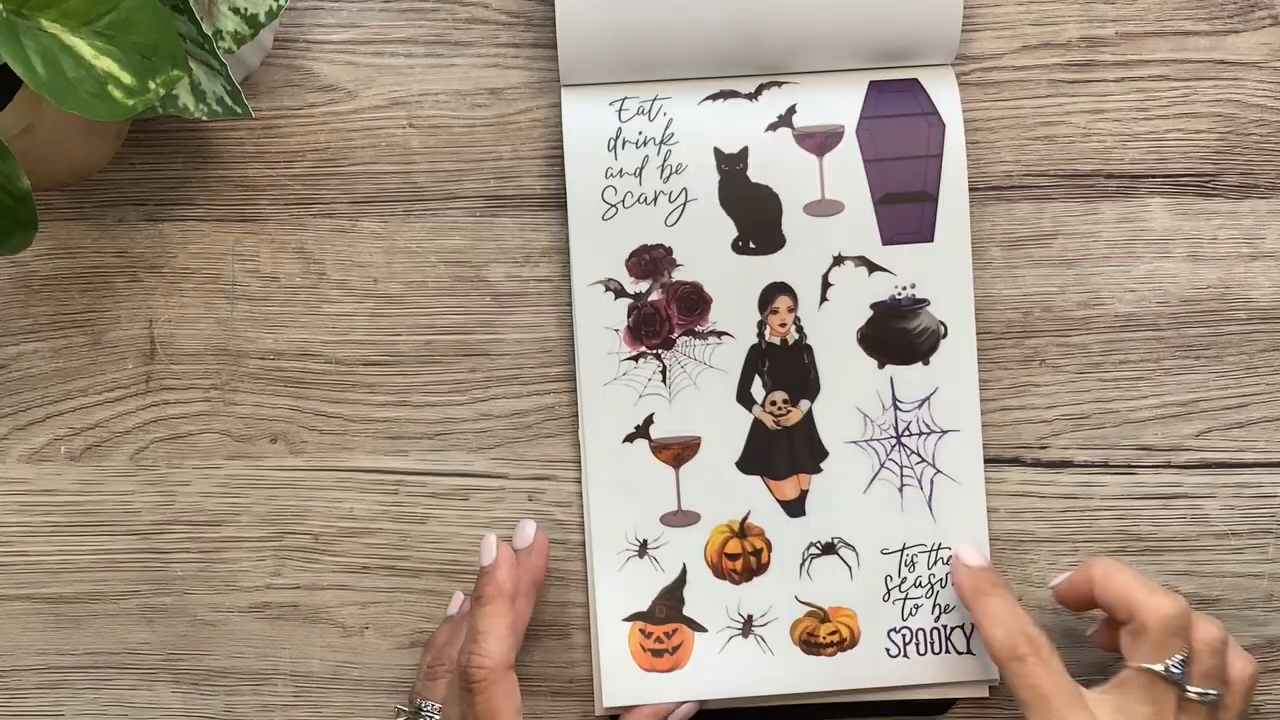 Eat,
drink
and be
Scary
'Tis the
season
to be
SPOOKY